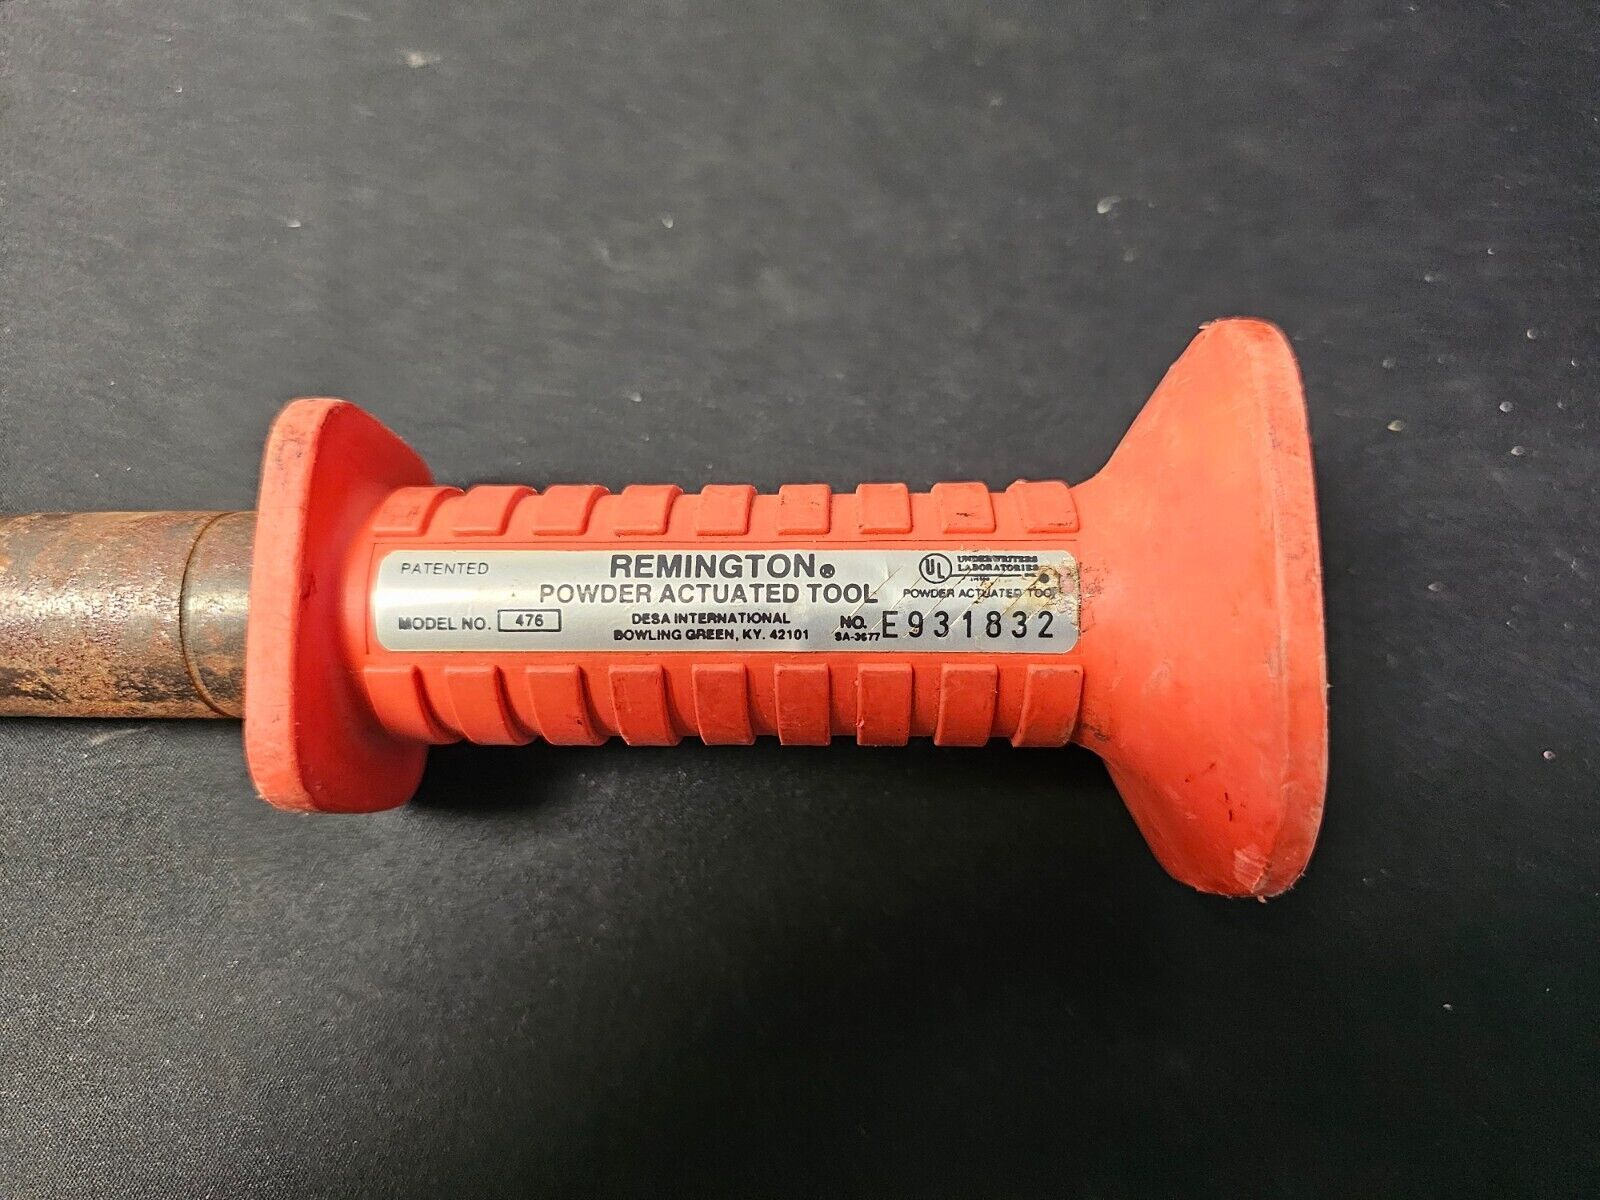 PATENTED
REMINGTON®
POWDER ACTUATED TOOL
MODEL NO. 476
DESA INTERNATIONAL
BOWLING GREEN, KY. 42101
UL
UNDERWRITERS
LABORATORIES
POWDER ACTUATED TOOL
NO. E931832
SA-3677